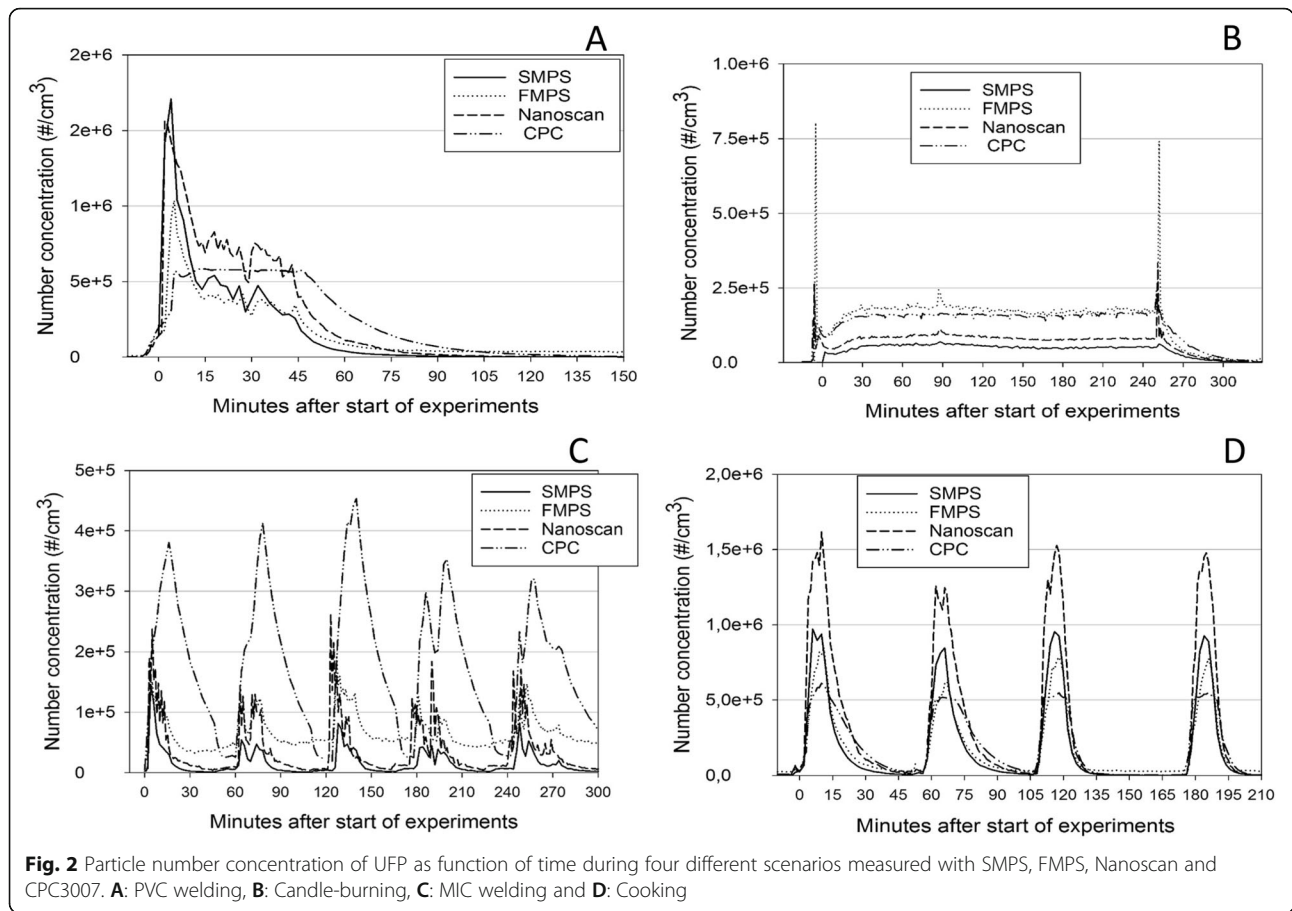 A
Number concentration (#/cm³)
2e+6
2e+6
1e+6
5e+5
0
SMPS
FMPS
Nanoscan
CPC
0 15 30 45 60 75 90 105 120 135 150
Minutes after start of experiments
B
Number concentration (#/cm³)
1.0e+6
7.5e+5
5.0e+5
2.5e+5
0.0
SMPS
FMPS
Nanoscan
CPC
0 30 60 90 120 150 180 210 240 270 300
Minutes after start of experiments
C
Number concentration (#/cm³)
5e+5
4e+5
3e+5
2e+5
1e+5
0
SMPS
FMPS
Nanoscan
CPC
0 30 60 90 120 150 180 210 240 270 300
Minutes after start of experiments
D
Number concentration (#/cm³)
2,0e+6
1,5e+6
1,0e+6
5,0e+5
0,0
SMPS
FMPS
Nanoscan
CPC
0 15 30 45 60 75 90 105 120 135 150 165 180 195 210
Minutes after start of experiments
Fig. 2 Particle number concentration of UFP as function of time during four different scenarios measured with SMPS, FMPS, Nanoscan and
CPC3007. A: PVC welding, B: Candle-burning, C: MIC welding and D: Cooking